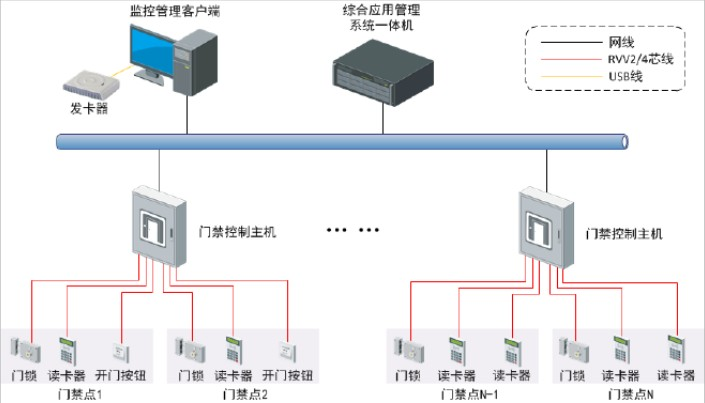 监控管理客户端
综合应用管理
系统一体机
网线
RVV2/4芯线
USB线
发卡器
门禁控制主机
... ...
门禁控制主机
门锁 读卡器 开门按钮 门锁 读卡器 开门按钮 门锁 读卡器 读卡器 门锁 读卡器 读卡器
门禁点1 门禁点2 门禁点N-1 门禁点N